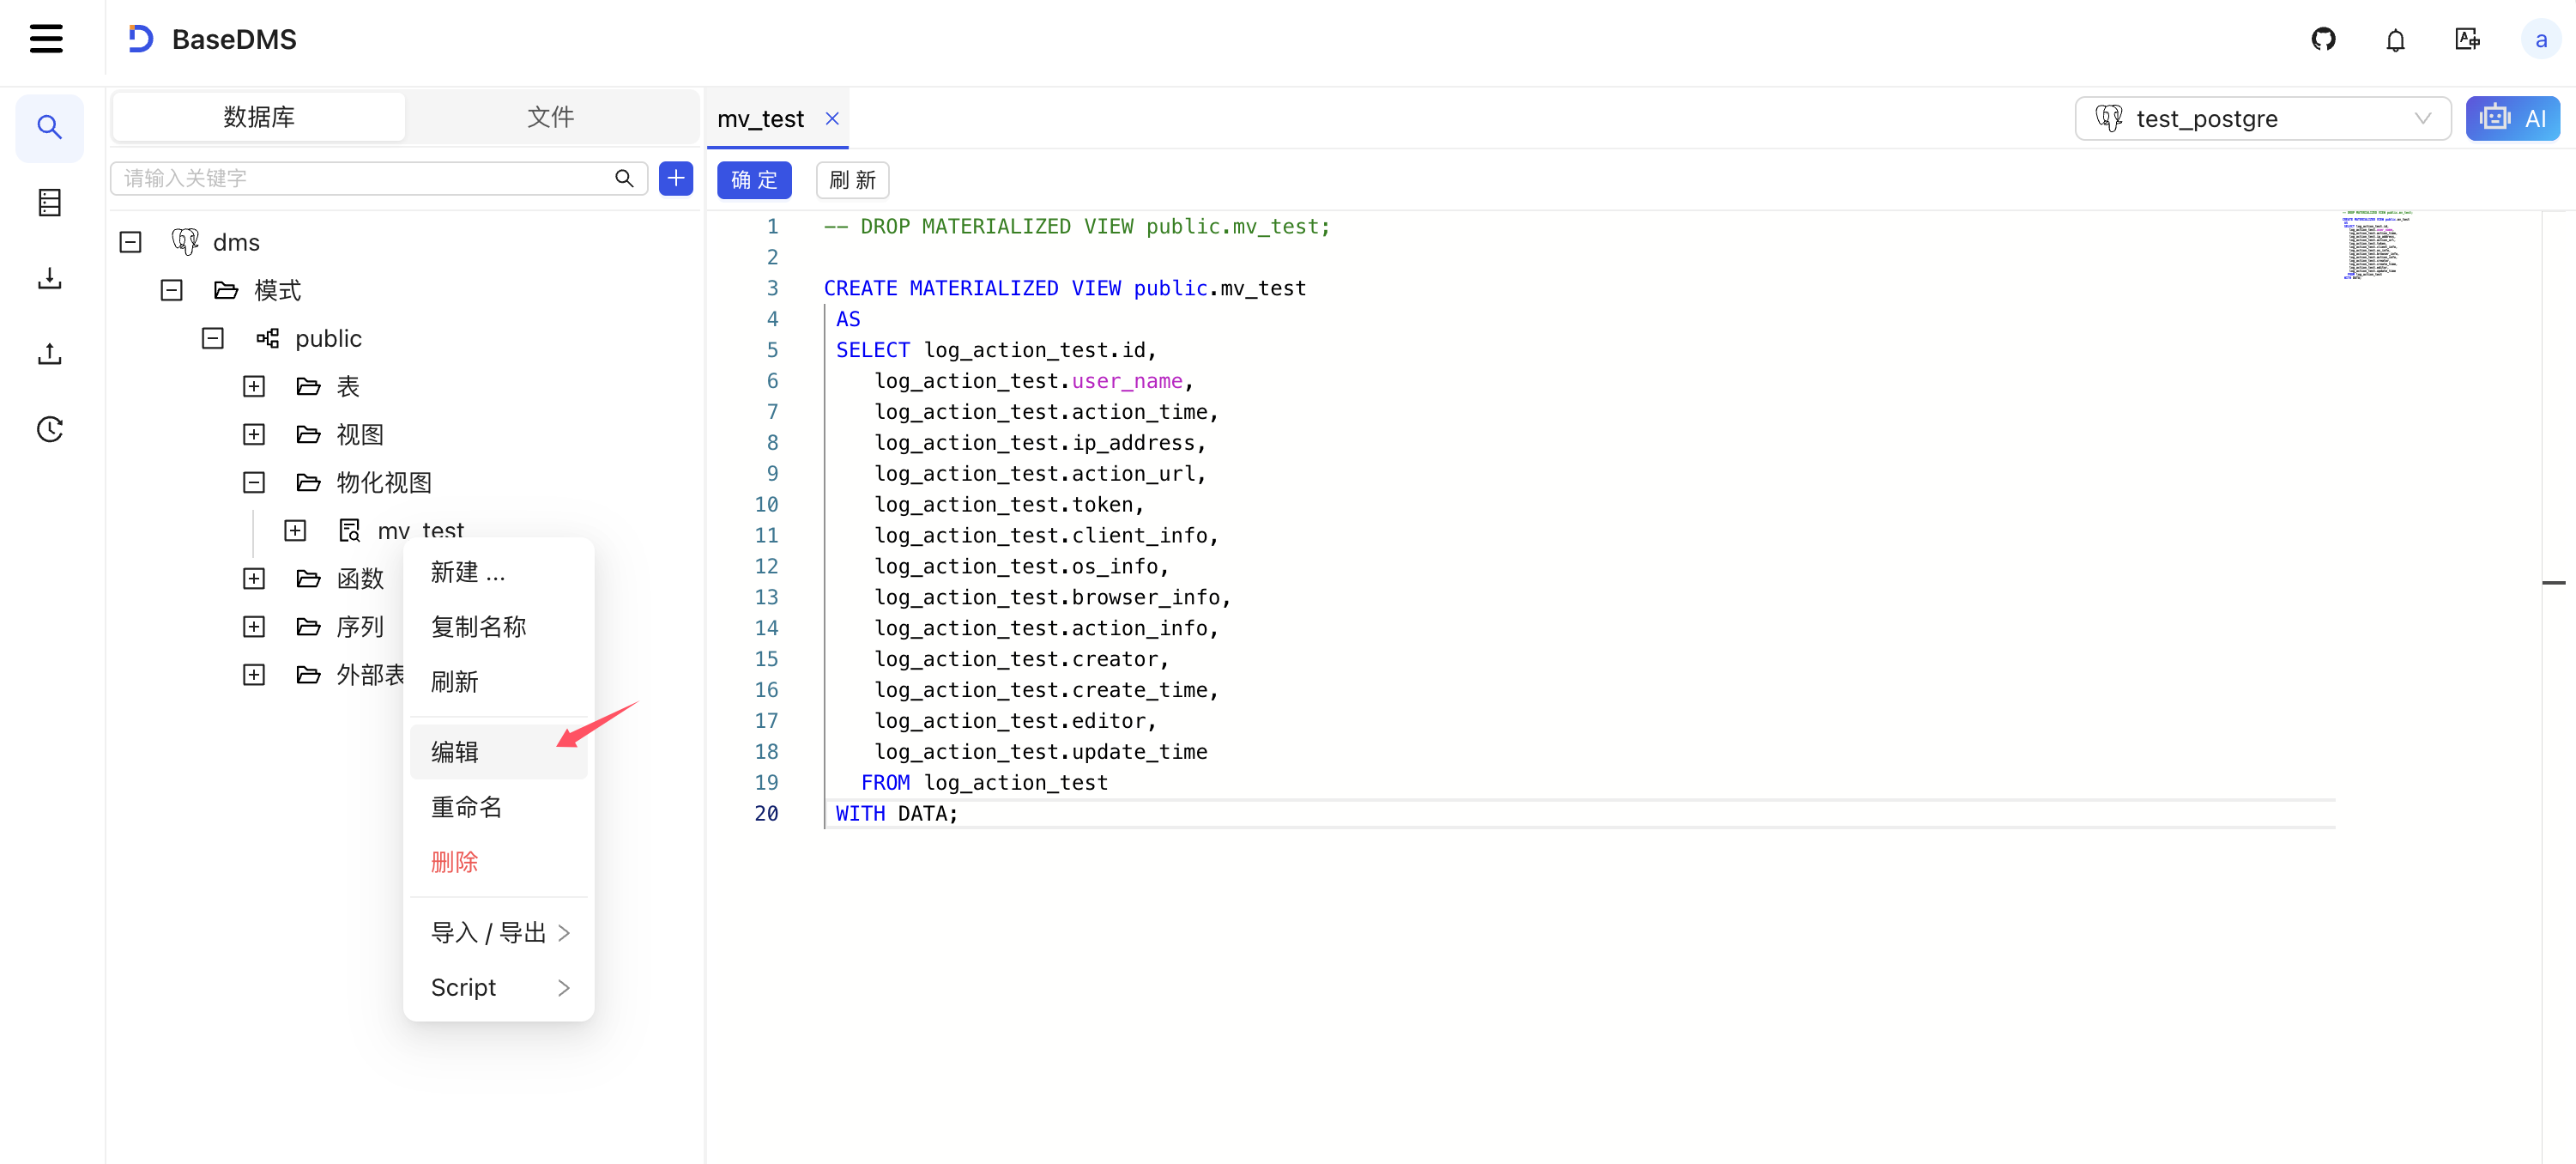 BaseDMS
a
数据库
文件
mv_test
test_postgre
AI
请输入关键字
确 定
刷 新
dms
模式
public
表
视图
物化视图
mv_test
函数
序列
外部表
新建 ...
复制名称
刷新
编辑
重命名
删除
导入 / 导出
Script
1 -- DROP MATERIALIZED VIEW public.mv_test;
2
3 CREATE MATERIALIZED VIEW public.mv_test
4 AS
5 SELECT log_action_test.id,
6 log_action_test.user_name,
7 log_action_test.action_time,
8 log_action_test.ip_address,
9 log_action_test.action_url,
10 log_action_test.token,
11 log_action_test.client_info,
12 log_action_test.os_info,
13 log_action_test.browser_info,
14 log_action_test.action_info,
15 log_action_test.creator,
16 log_action_test.create_time,
17 log_action_test.editor,
18 log_action_test.update_time
19 FROM log_action_test
20 WITH DATA;